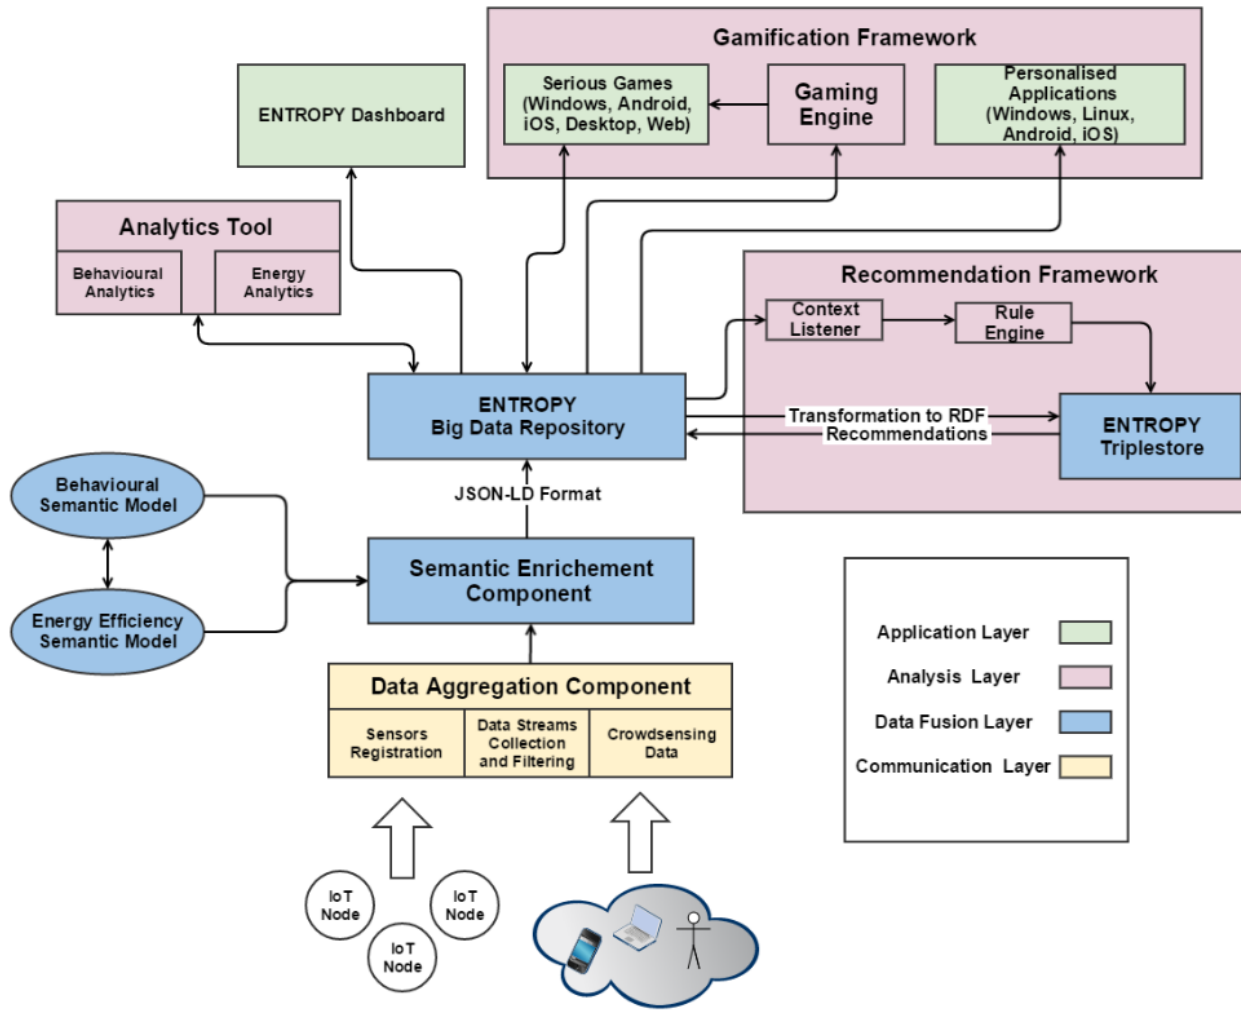 Gamification Framework
Serious Games
(Windows, Android,
iOS, Desktop, Web)
Gaming
Engine
Personalised
Applications
(Windows, Linux,
Android, iOS)
ENTROPY Dashboard
Analytics Tool
Behavioural
Analytics
Energy
Analytics
Recommendation Framework
Context
Listener
Rule
Engine
ENTROPY
Big Data Repository
Transformation to RDF
Recommendations
ENTROPY
Triplestore
JSON-LD Format
Behavioural
Semantic Model
Energy Efficiency
Semantic Model
Semantic Enrichement
Component
Data Aggregation Component
Sensors
Registration
Data Streams
Collection
and Filtering
Crowdsensing
Data
IoT
Node
IoT
Node
IoT
Node
Application Layer
Analysis Layer
Data Fusion Layer
Communication Layer